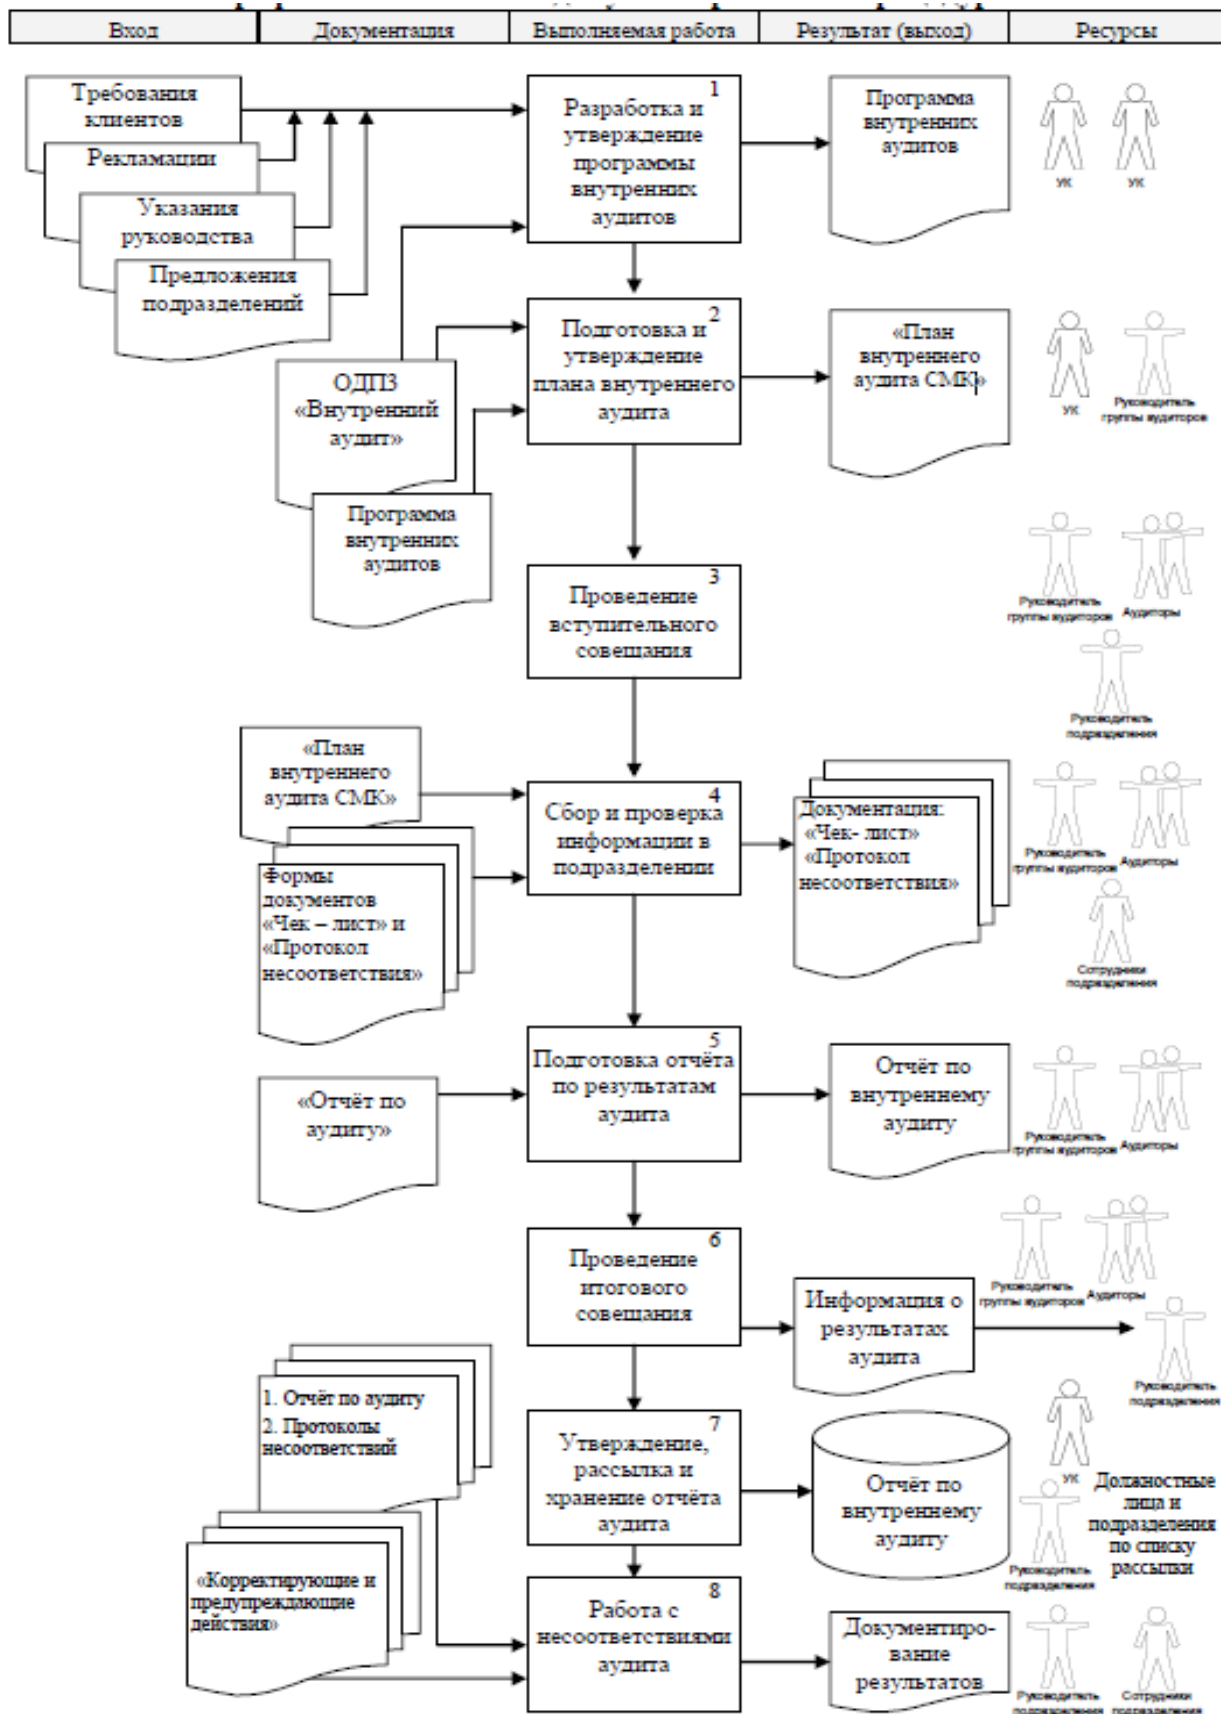 Вход
Документация
Выполняемая работа
Результат (выход)
Ресурсы
Требования
клиентов
Рекламации
Указания
руководства
Предложения
подразделений
1
Разработка и
утверждение
программы
внутренних
аудитов
Программа
внутренних
аудитов
УК
УК
ОДПЗ
«Внутренний
аудит»
Программа
внутренних
аудитов
2
Подготовка и
утверждение
плана внутреннего
аудита
«План
внутреннего
аудита СМК»
УК
Руководитель
группы аудиторов
3
Проведение
вступительного
совещания
Руководитель
группы аудиторов
Аудиторы
Руководитель
подразделения
«План
внутреннего
аудита СМК»
Формы
документов
«Чек – лист» и
«Протокол
несоответствия»
4
Сбор и проверка
информации в
подразделении
Документация:
«Чек- лист»
«Протокол
несоответствия»
Руководитель
группы аудиторов
Аудиторы
Сотрудники
подразделения
«Отчёт по
аудиту»
5
Подготовка отчёта
по результатам
аудита
Отчёт по
внутреннему
аудиту
Руководитель
группы аудиторов
Аудиторы
6
Проведение
итогового
совещания
Информация о
результатах
аудита
Руководитель
группы аудиторов
Аудиторы
Руководитель
подразделения
1. Отчёт по аудиту
2. Протоколы
несоответствий
7
Утверждение,
рассылка и
хранение отчёта
аудита
Отчёт по
внутреннему
аудиту
УК
Руководитель
подразделения
Должностные
лица и
подразделения
по списку
рассылки
«Корректирующие и
предупреждающие
действия»
8
Работа с
несоответствиями
аудита
Документиро-
вание
результатов
Руководитель
подразделения
Сотрудники
подразделения